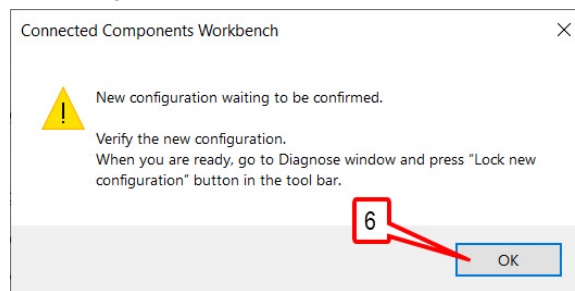 Connected Components Workbench
New configuration waiting to be confirmed.
Verify the new configuration.
When you are ready, go to Diagnose window and press "Lock new
configuration" button in the tool bar.
6
OK